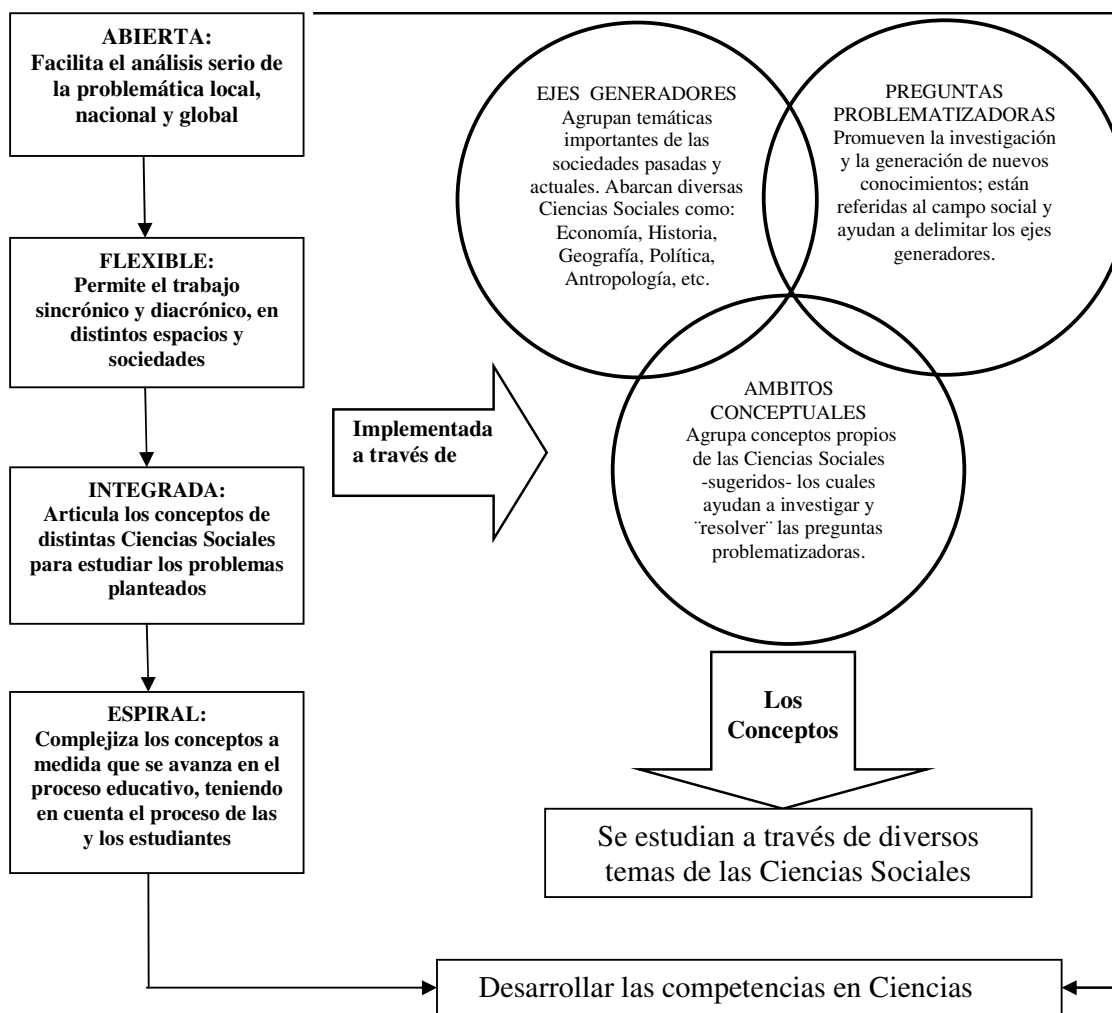 ABIERTA:
Facilita el análisis serio de
la problemática local,
nacional y global
FLEXIBLE:
Permite el trabajo
sincrónico y diacrónico, en
distintos espacios y
sociedades
INTEGRADA:
Articula los conceptos de
distintas Ciencias Sociales
para estudiar los problemas
planteados
ESPIRAL:
Complejiza los conceptos a
medida que se avanza en el
proceso educativo, teniendo
en cuenta el proceso de las
y los estudiantes
Implementada
a través de
EJES GENERADORES
Agrupan temáticas
importantes de las
sociedades pasadas y
actuales. Abarcan diversas
Ciencias Sociales como:
Economía, Historia,
Geografía, Política,
Antropología, etc.
PREGUNTAS
PROBLEMATIZADORAS
Promueven la investigación
y la generación de nuevos
conocimientos; están
referidas al campo social y
ayudan a delimitar los ejes
generadores.
AMBITOS
CONCEPTUALES
Agrupa conceptos propios
de las Ciencias Sociales
-sugeridos- los cuales
ayudan a investigar y
¨resolver¨ las preguntas
problematizadoras.
Los
Conceptos
Se estudian a través de diversos
temas de las Ciencias Sociales
Desarrollar las competencias en Ciencias